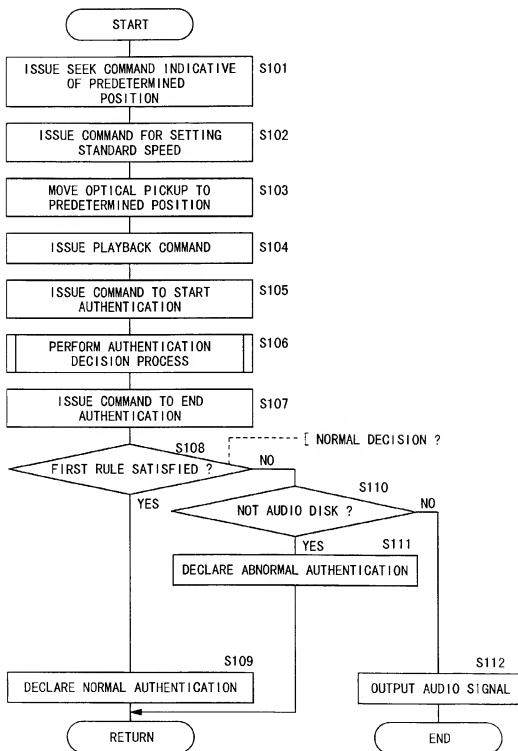 START
ISSUE SEEK COMMAND INDICATIVE
OF PREDETERMINED
POSITION
S101
ISSUE COMMAND FOR SETTING
STANDARD SPEED
S102
MOVE OPTICAL PICKUP TO
PREDETERMINED POSITION
S103
ISSUE PLAYBACK COMMAND
S104
ISSUE COMMAND TO START
AUTHENTICATION
S105
PERFORM AUTHENTICATION
DECISION PROCESS
S106
ISSUE COMMAND TO END
AUTHENTICATION
S107
S108
[ NORMAL DECISION ?
FIRST RULE SATISFIED ?
NO
YES
S110
NOT AUDIO DISK ?
NO
YES
S111
DECLARE ABNORMAL AUTHENTICATION
S109
DECLARE NORMAL AUTHENTICATION
S112
OUTPUT AUDIO SIGNAL
RETURN
END